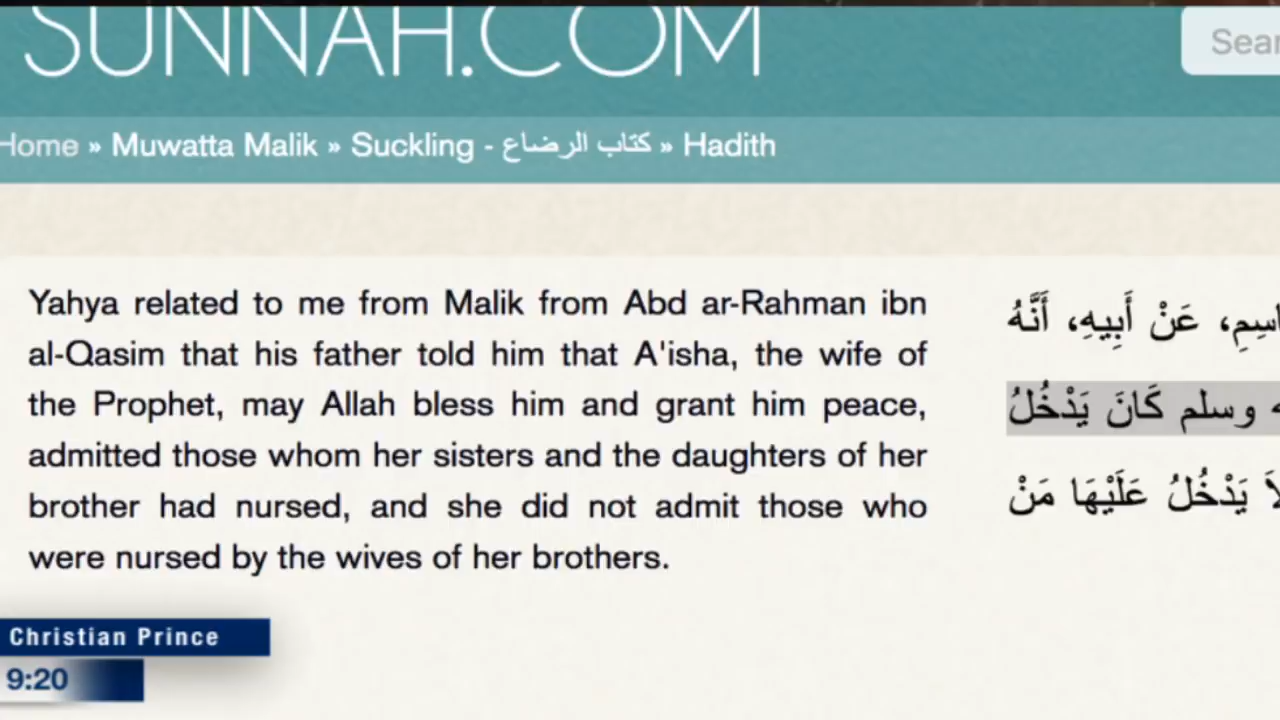 SUNNAH.COM
Home » Muwatta Malik » Suckling - كتاب الرضاع » Hadith
Yahya related to me from Malik from Abd ar-Rahman ibn
al-Qasim that his father told him that A'isha, the wife of
the Prophet, may Allah bless him and grant him peace,
admitted those whom her sisters and the daughters of her
brother had nursed, and she did not admit those who
were nursed by the wives of her brothers.
عَنْ أَبِيهِ، أَنَّهُ
وسلم كَانَ يَدْخُلُ
يَدْخُلُ عَلَيْهَا مَنْ
Christian Prince
9:20